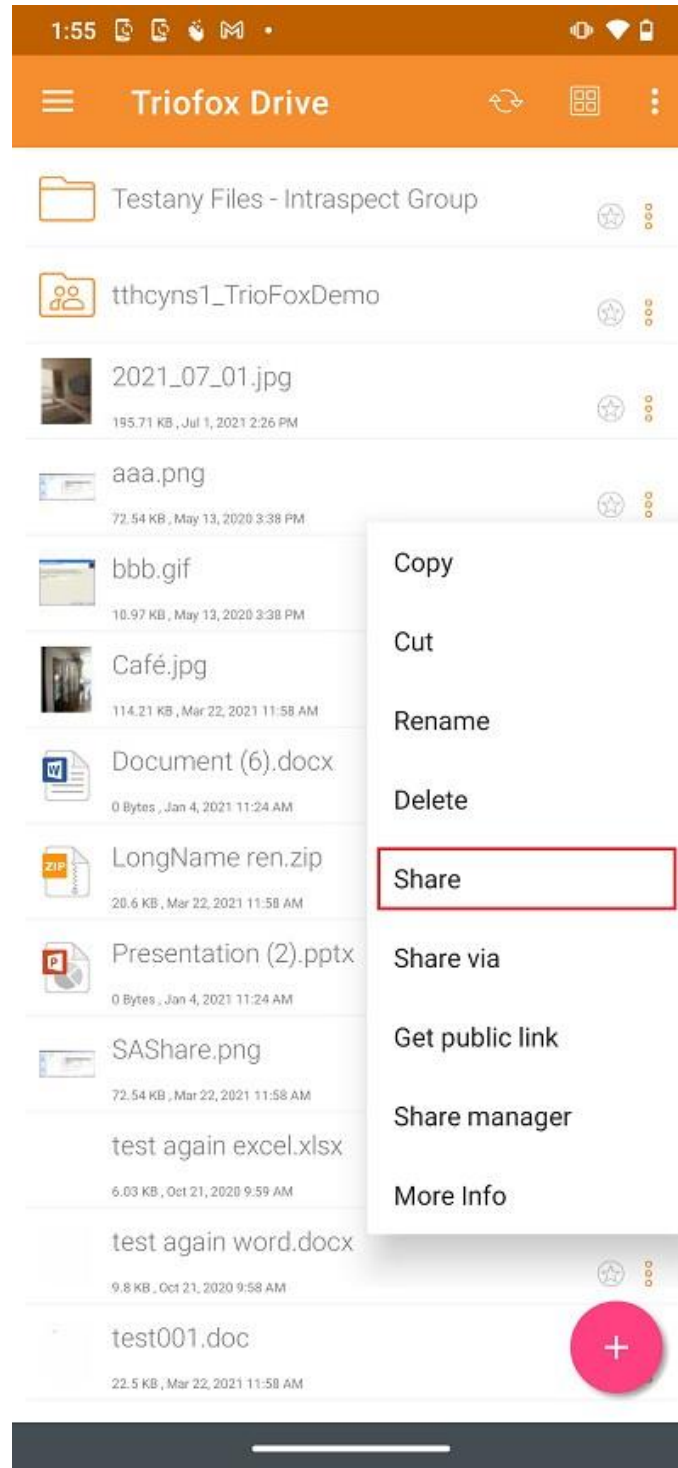 1:55
Triofox Drive
Testany Files - Intraspect Group
tthcyns1_TrioFoxDemo
2021_07_01.jpg
195.71 KB , Jul 1, 2021 2:26 PM
aaa.png
72.54 KB , May 13, 2020 3:38 PM
bbb.gif
10.97 KB , May 13, 2020 3:38 PM
Café.jpg
114.21 KB , Mar 22, 2021 11:58 AM
Document (6).docx
0 Bytes , Jan 4, 2021 11:24 AM
ZIP
LongName ren.zip
20.6 KB , Mar 22, 2021 11:58 AM
Presentation (2).pptx
0 Bytes , Jan 4, 2021 11:24 AM
SAShare.png
72.54 KB , Mar 22, 2021 11:58 AM
test again excel.xlsx
6.03 KB , Oct 21, 2020 9:59 AM
test again word.docx
9.8 KB , Oct 21, 2020 9:58 AM
test001.doc
22.5 KB , Mar 22, 2021 11:58 AM
Copy
Cut
Rename
Delete
Share
Share via
Get public link
Share manager
More Info